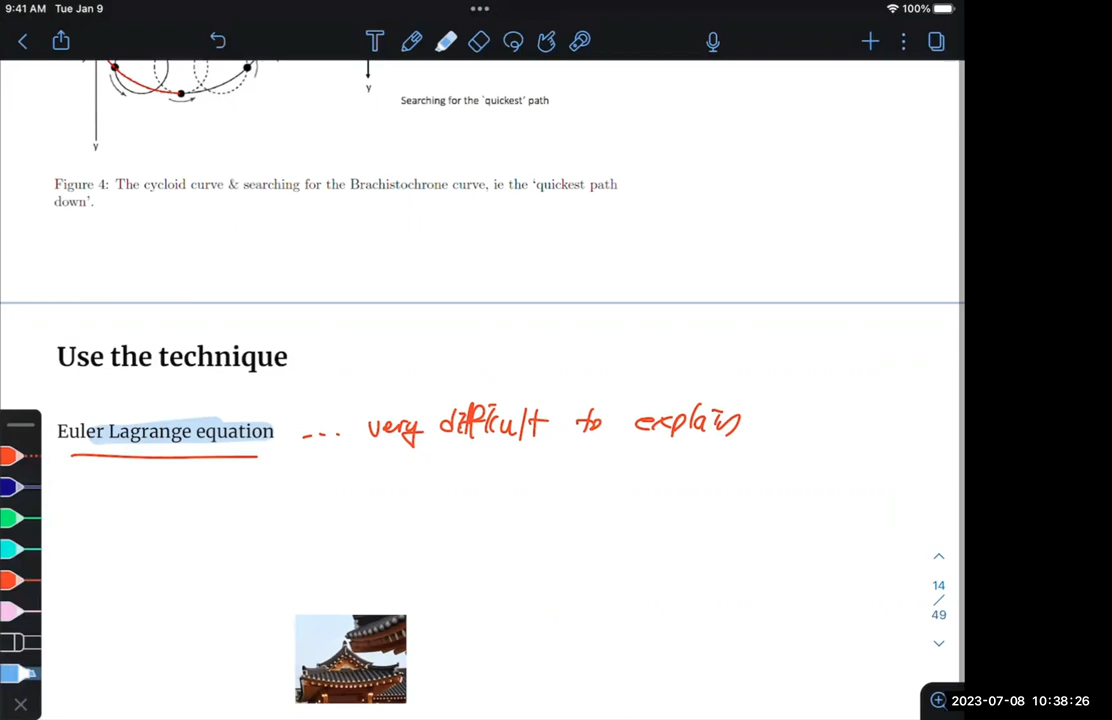 9:41 AM Tue Jan 9
100%
y
y
Searching for the 'quickest' path
Figure 4: The cycloid curve & searching for the Brachistochrone curve, ie the 'quickest path
down'.
Use the technique
Euler Lagrange equation ... very difficult to explain
14
/
49
2023-07-08 10:38:26